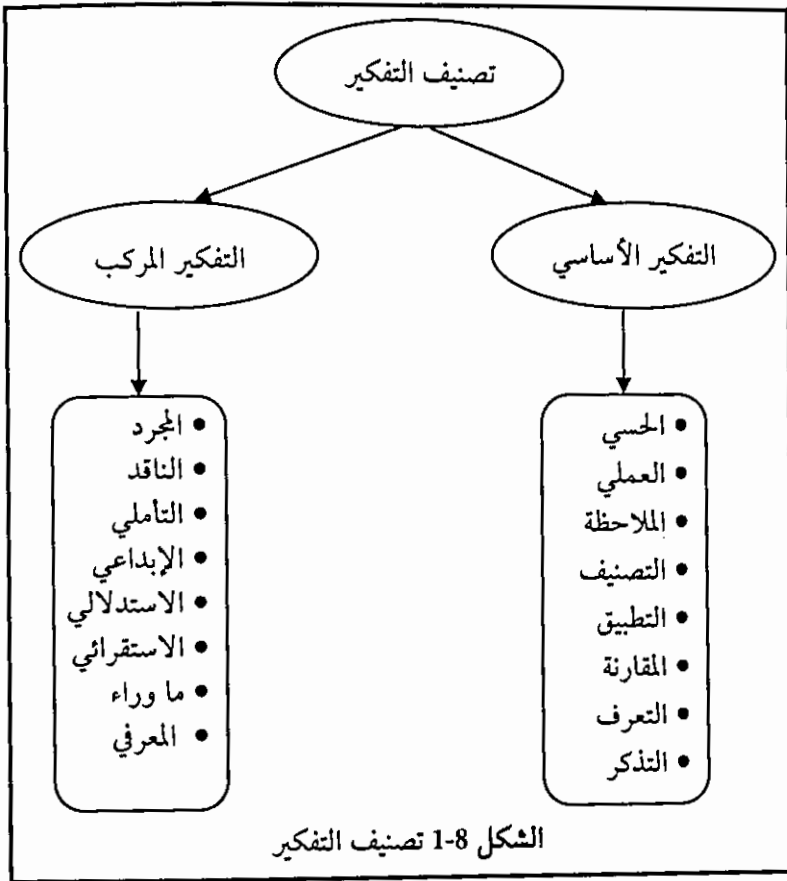 تصنيف التفكير
التفكير الأساسي
التفكير المركب
• الحسي
• العملي
• الملاحظة
• التصنيف
• التطبيق
• المقارنة
• التعرف
• التذكر
• المجرد
• الناقد
• التأملي
• الإبداعي
• الاستدلالي
• الاستقرائي
• ما وراء
• المعرفي
الشكل 8-1 تصنيف التفكير